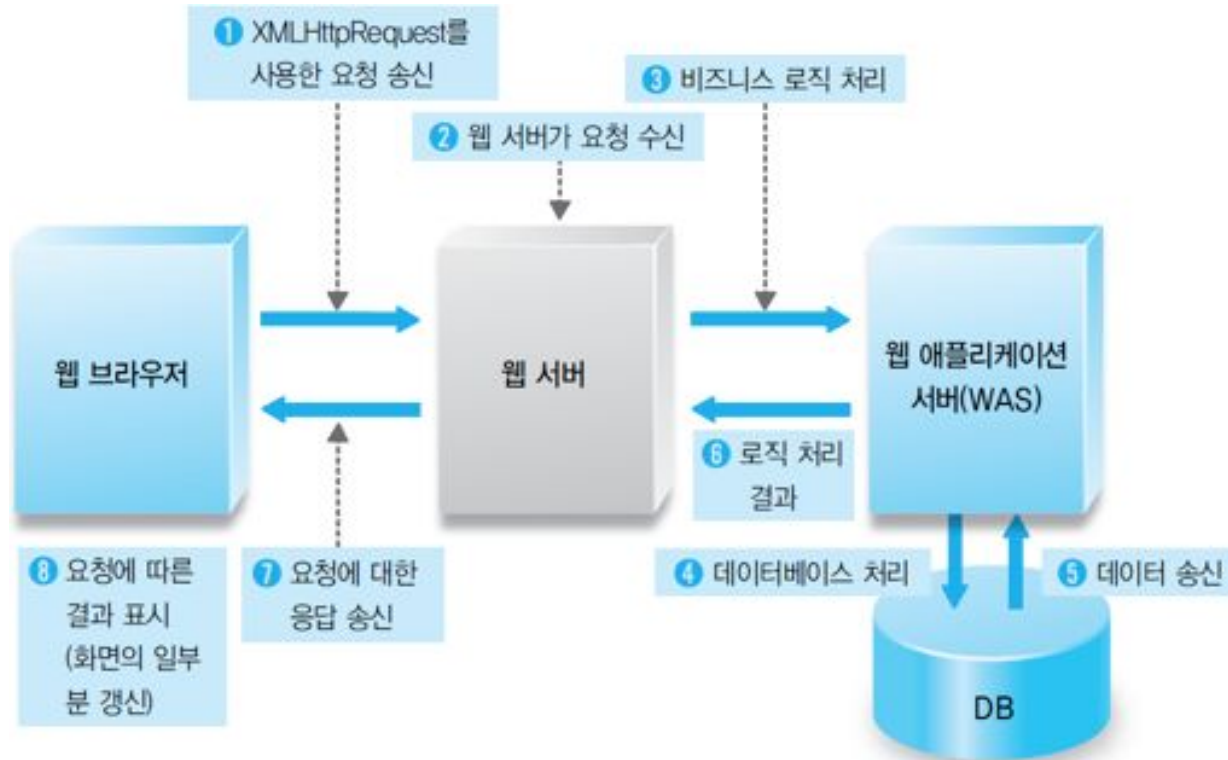 ❶ XMLHttpRequest를
사용한 요청 송신
❷ 웹 서버가 요청 수신
❸ 비즈니스 로직 처리
웹 브라우저
웹 서버
웹 애플리케이션
서버(WAS)
❻ 로직 처리
결과
❽ 요청에 따른
결과 표시
(화면의 일부
분 갱신)
❼ 요청에 대한
응답 송신
❹ 데이터베이스 처리
❺ 데이터 송신
DB